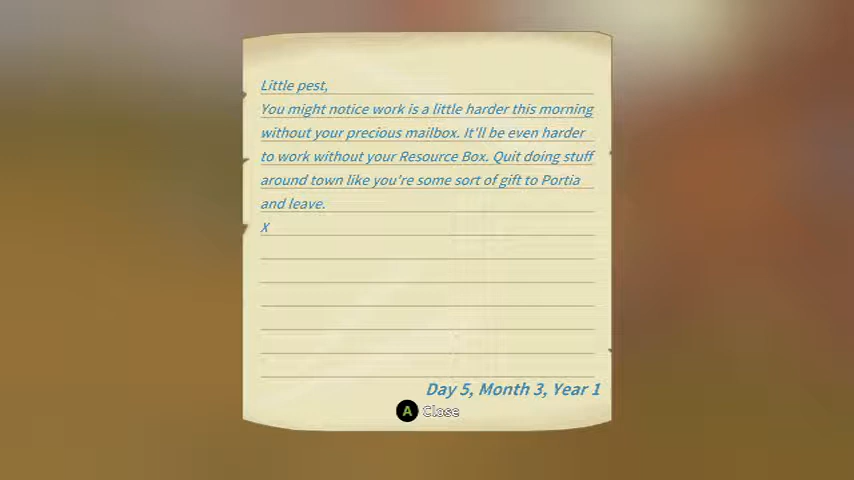 Little pest,
You might notice work is a little harder this morning
without your precious mailbox. It'll be even harder
to work without your Resource Box. Quit doing stuff
around town like you're some sort of gift to Portia
and leave.
X
Day 5, Month 3, Year 1
A Close